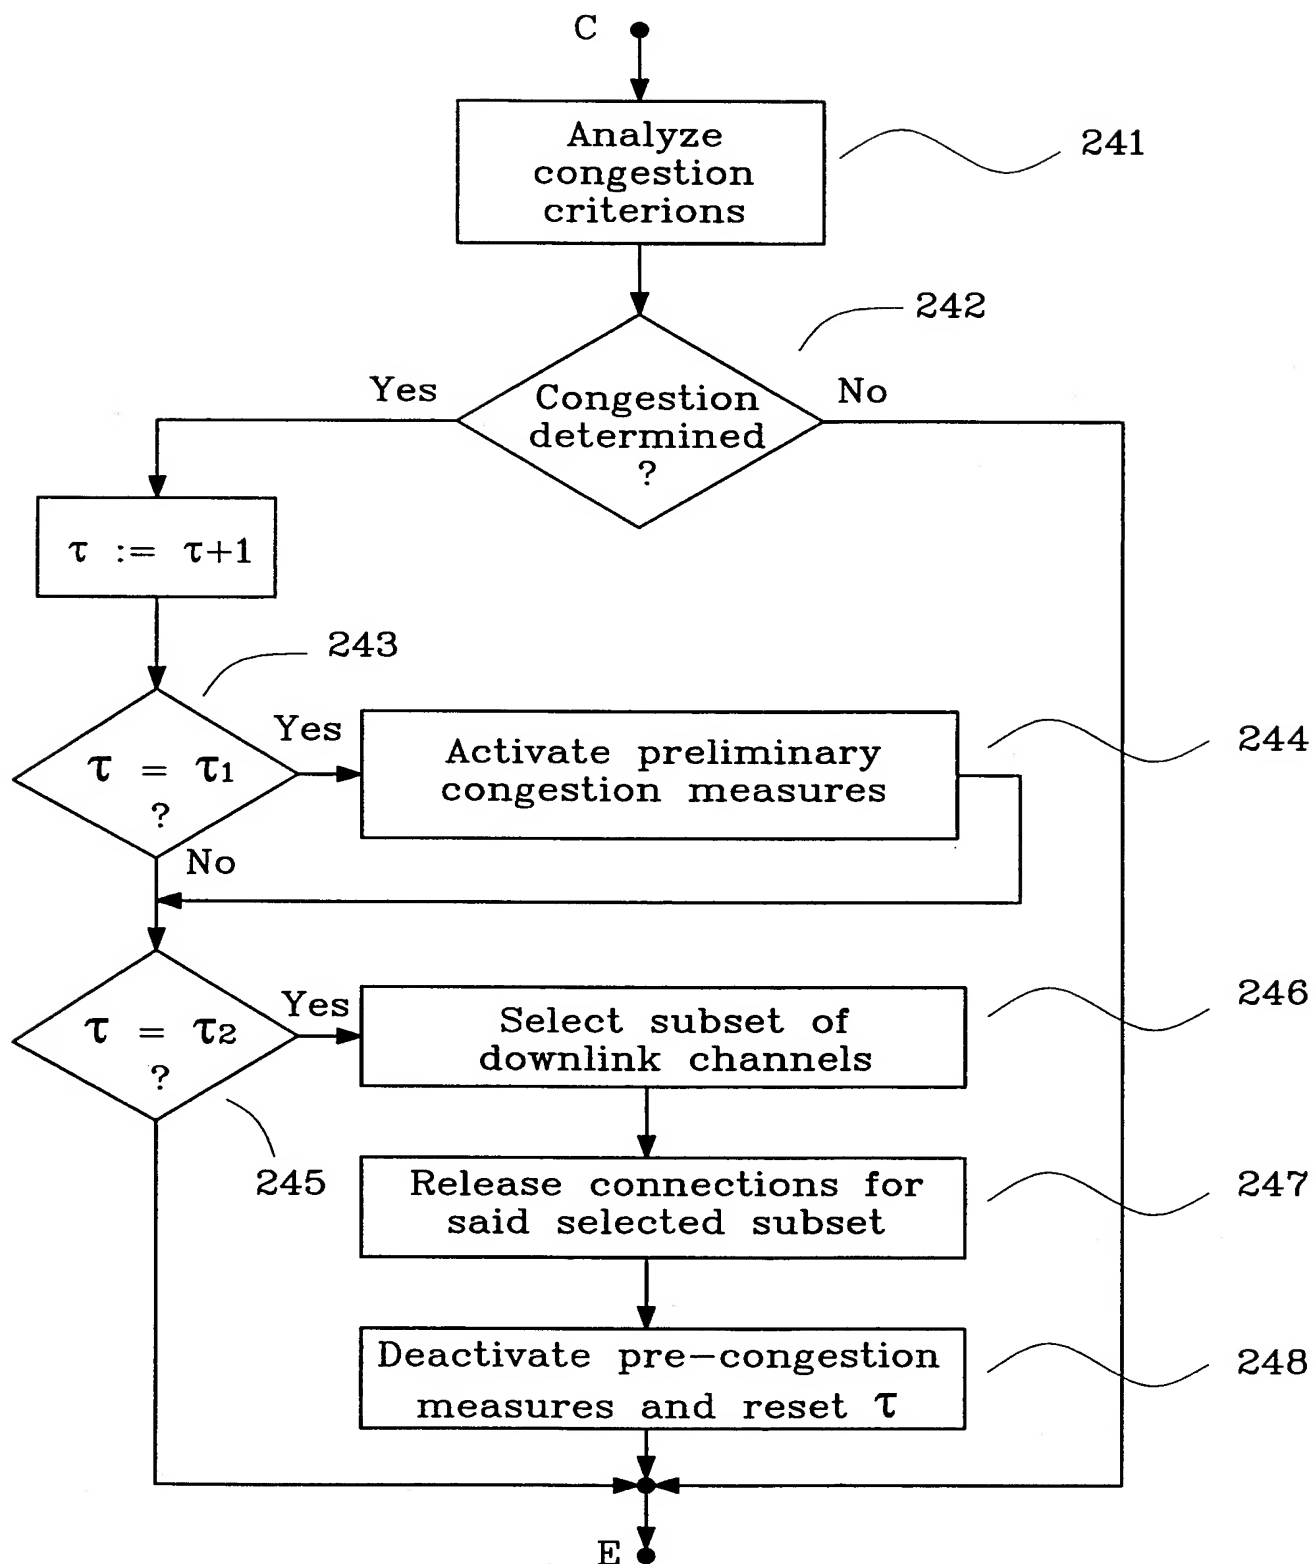 C
Analyze
congestion
criterions
241
242
Yes
Congestion
determined
?
No
τ := τ+1
243
τ = τ1
?
Yes
Activate preliminary
congestion measures
244
No
τ = τ2
?
Yes
Select subset of
downlink channels
246
245
Release connections for
said selected subset
247
Deactivate pre-congestion
measures and reset τ
248
E